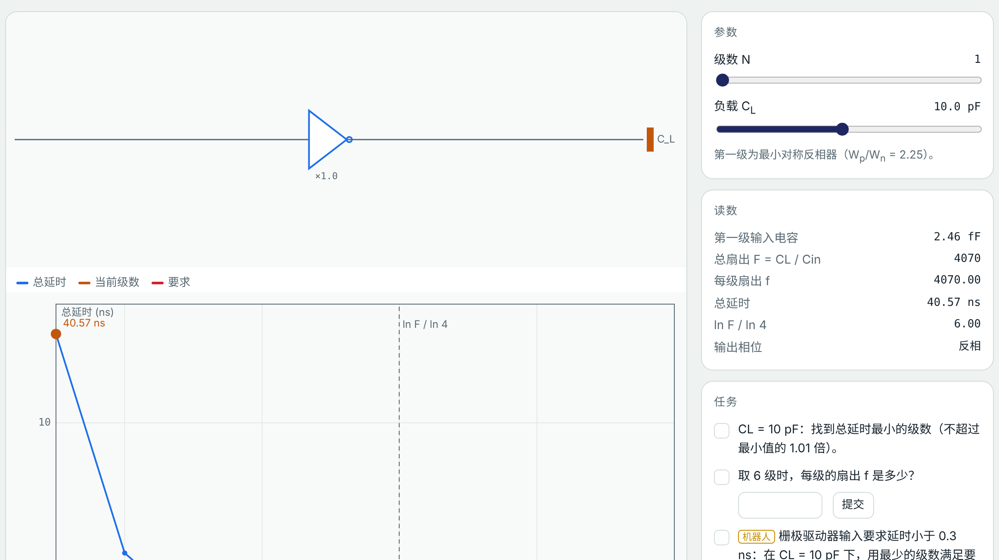 ×1.0
C_L
总延时
当前级数
要求
总延时 (ns)
40.57 ns
ln F / ln 4
10
参数
级数 N
1
负载 CL
10.0 pF
第一级为最小对称反相器（Wp/Wn = 2.25）。
读数
第一级输入电容
2.46 fF
总扇出 F = CL / Cin
4070
每级扇出 f
4070.00
总延时
40.57 ns
ln F / ln 4
6.00
输出相位
反相
任务
CL = 10 pF：找到总延时最小的级数（不超过
最小值的 1.01 倍）。
取 6 级时，每级的扇出 f 是多少？
提交
机器人 栅极驱动器输入要求延时小于 0.3
ns：在 CL = 10 pF 下，用最少的级数满足要